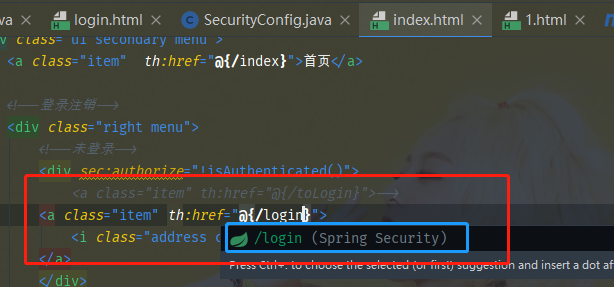 va
login.html
SecurityConfig.java
index.html
1.html
v class="ui secondary menu">
<a class="item"  th:href="@{/index}">首页</a>
<!--登录注销-->
<div class="right menu">
<!--未登录-->
<div sec:authorize="!isAuthenticated()">
<a class="item" th:href="@{/toLogin}">-->
<a class="item" th:href="@{/login}">
<i class="address
/login (Spring Security)
</a>
Press Ctrl+. to choose the selected (or first) suggestion and insert a dot af
</div>